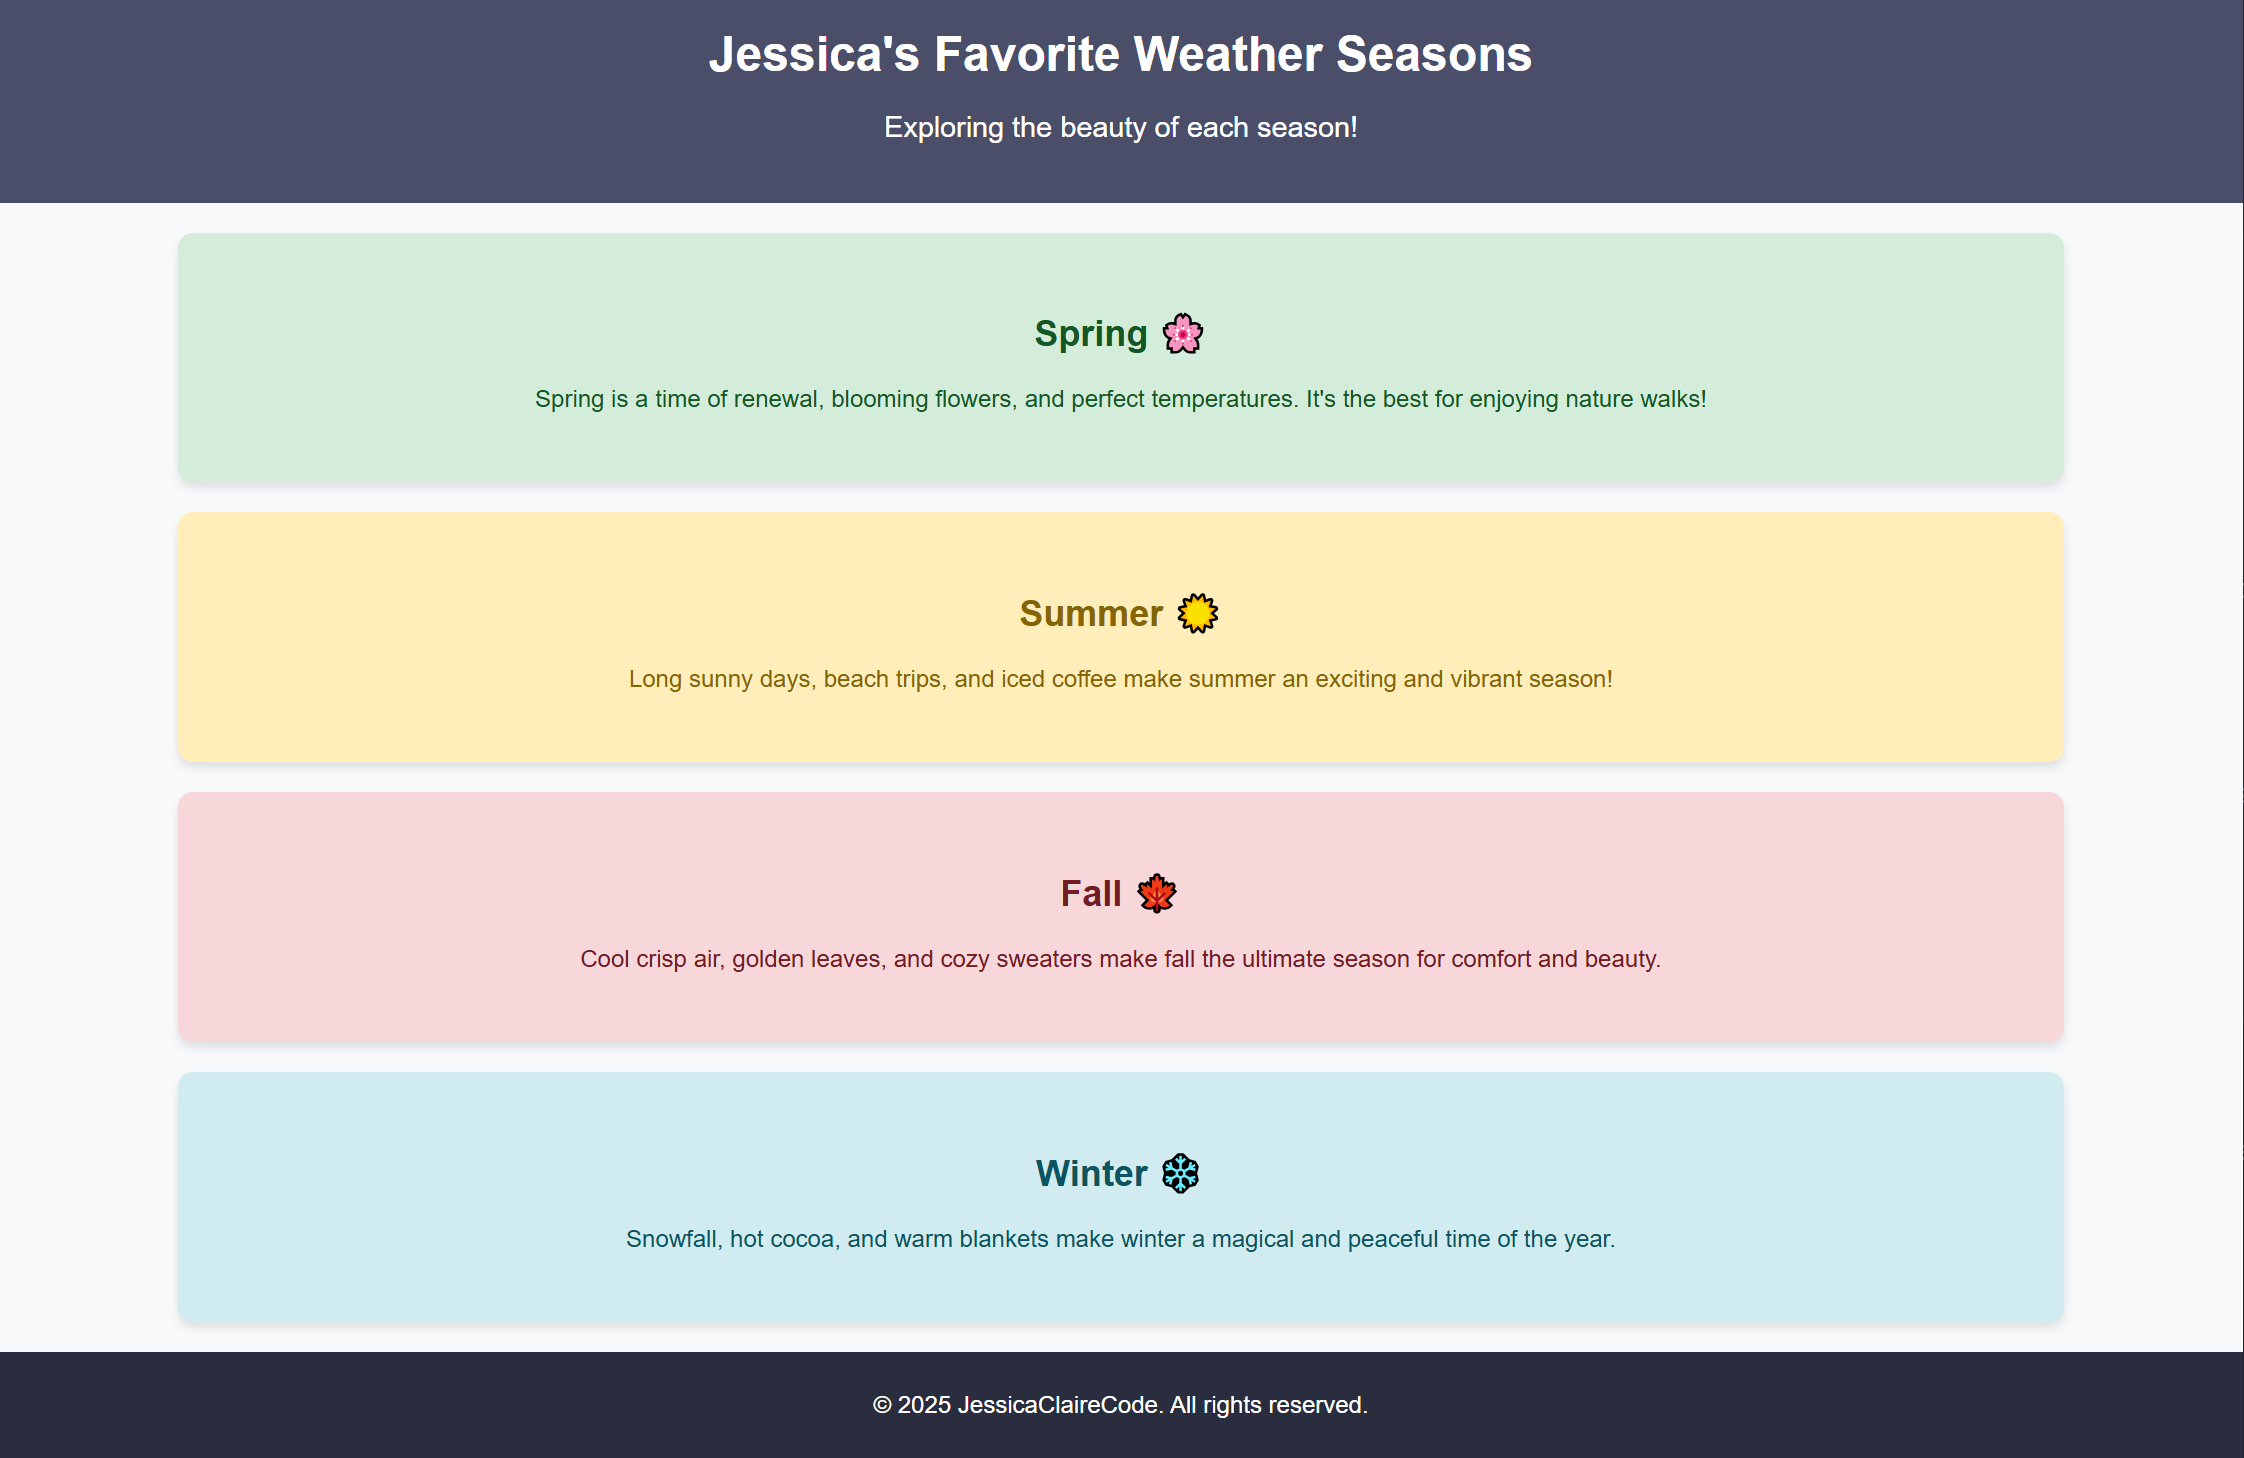 Jessica's Favorite Weather Seasons
Exploring the beauty of each season!
Spring 🌸
Spring is a time of renewal, blooming flowers, and perfect temperatures. It's the best for enjoying nature walks!
Summer ☀️
Long sunny days, beach trips, and iced coffee make summer an exciting and vibrant season!
Fall 🍁
Cool crisp air, golden leaves, and cozy sweaters make fall the ultimate season for comfort and beauty.
Winter ❄️
Snowfall, hot cocoa, and warm blankets make winter a magical and peaceful time of the year.
© 2025 JessicaClaireCode. All rights reserved.